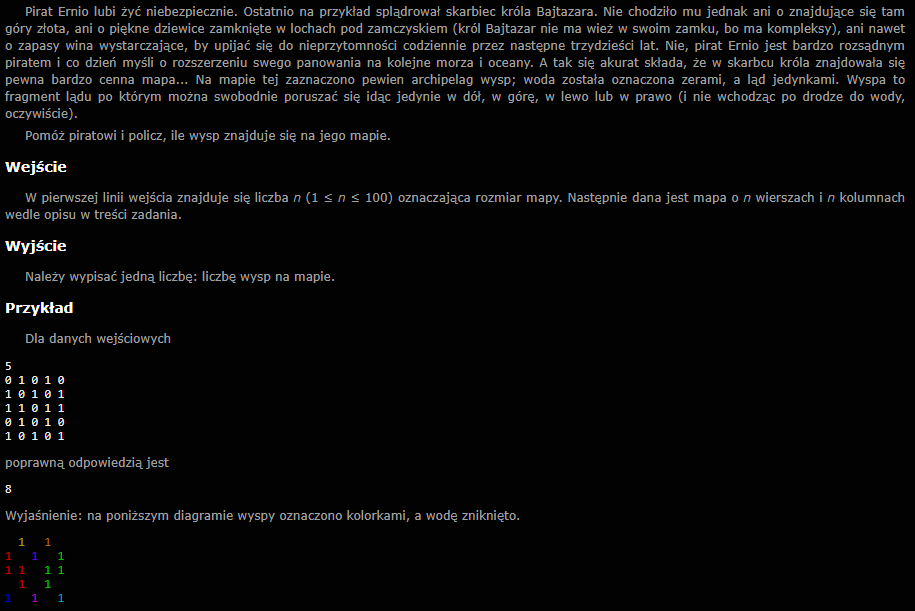 Pirat Ernio lubi żyć niebezpiecznie. Ostatnio na przykład splądrował skarbiec króla Bajtazara. Nie chodziło mu jednak ani o znajdujące się tam
góry złota, ani o piękne dziewice zamknięte w lochach pod zamczyskiem (król Bajtazar nie ma wież w swoim zamku, bo ma kompleksy), ani nawet
o zapasy wina wystarczające, by upijać się do nieprzytomności codziennie przez następne trzydzieści lat. Nie, pirat Ernio jest bardzo rozsądnym
piratem i co dzień myśli o rozszerzeniu swego panowania na kolejne morza i oceany. A tak się akurat składa, że w skarbcu króla znajdowała się
pewna bardzo cenna mapa... Na mapie tej zaznaczono pewien archipelag wysp; woda została oznaczona zerami, a ląd jedynkami. Wyspa to
fragment lądu po którym można swobodnie poruszać się idąc jedynie w dół, w górę, w lewo lub w prawo (i nie wchodząc po drodze do wody,
oczywiście).
Pomóż piratowi i policz, ile wysp znajduje się na jego mapie.
Wejście
W pierwszej linii wejścia znajduje się liczba n (1 ≤ n ≤ 100) oznaczająca rozmiar mapy. Następnie dana jest mapa o n wierszach i n kolumnach
wedle opisu w treści zadania.
Wyjście
Należy wypisać jedną liczbę: liczbę wysp na mapie.
Przykład
Dla danych wejściowych
5
0 1 0 1 0
1 0 1 0 1
1 1 0 1 1
0 1 0 1 0
1 0 1 0 1
poprawną odpowiedzią jest
8
Wyjaśnienie: na poniższym diagramie wyspy oznaczono kolorkami, a wodę zniknięto.
1 1
1 1 1
1 1 1 1
1 1
1 1 1